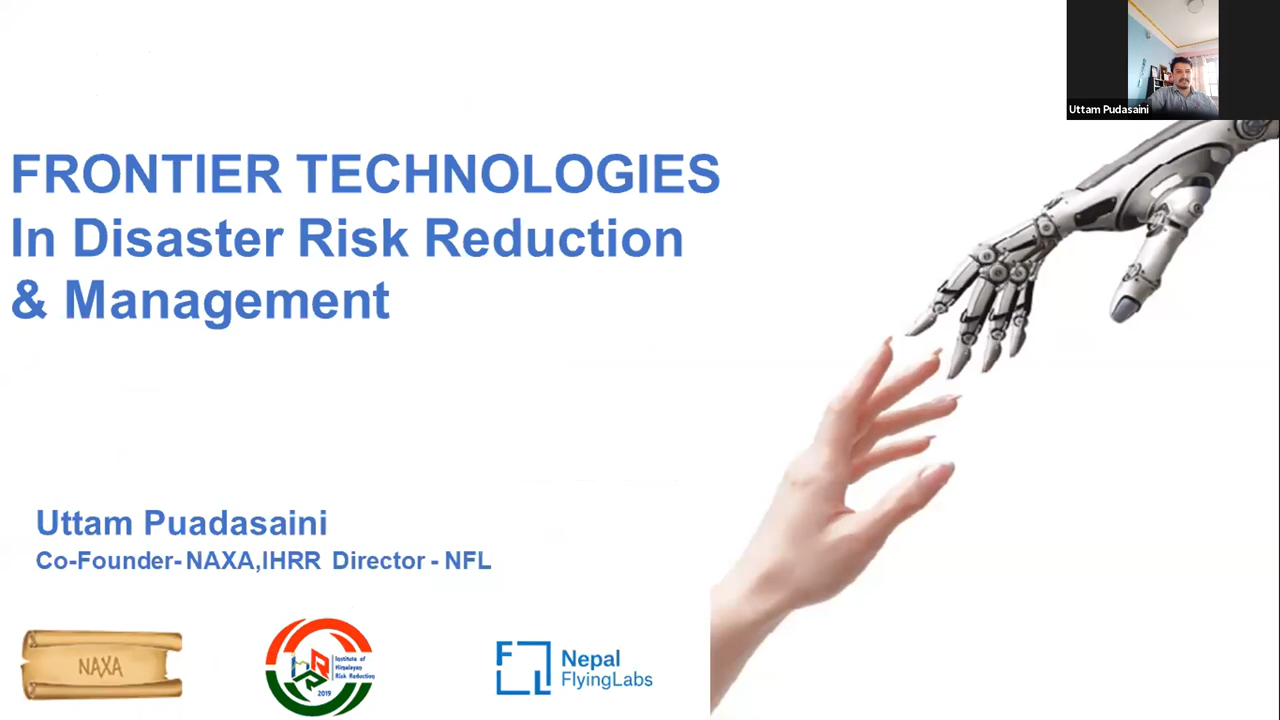 Uttam Pudasaini
FRONTIER TECHNOLOGIES
In Disaster Risk Reduction
& Management
Uttam Puadasaini
Co-Founder- NAXA,IHRR Director - NFL
NAXA
Institute of
Himalayan
Risk Reduction
2019
Nepal
FlyingLabs